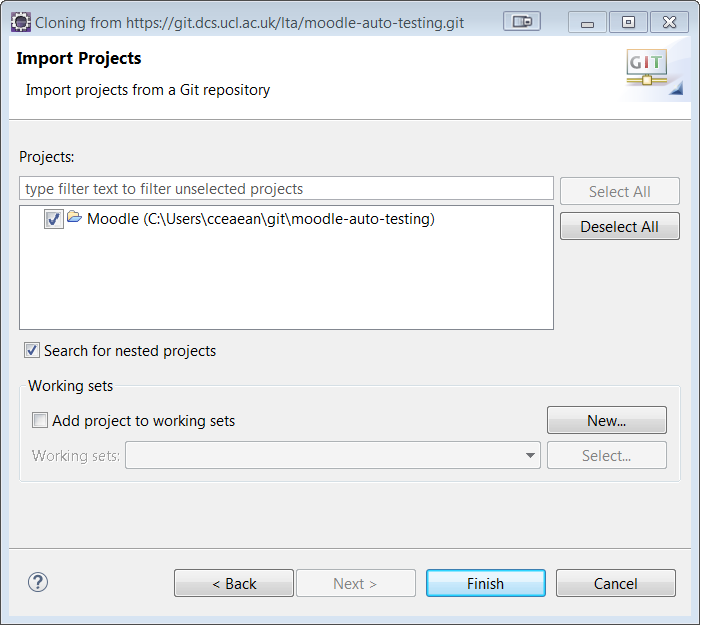 Cloning from https://git.dcs.ucl.ac.uk/lta/moodle-auto-testing.git
Import Projects
Import projects from a Git repository
GIT
Projects:
type filter text to filter unselected projects
Select All
Moodle (C:\Users\cceaean\git\moodle-auto-testing)
Deselect All
Search for nested projects
Working sets
Add project to working sets
New...
Working sets:
Select...
?
< Back
Next >
Finish
Cancel